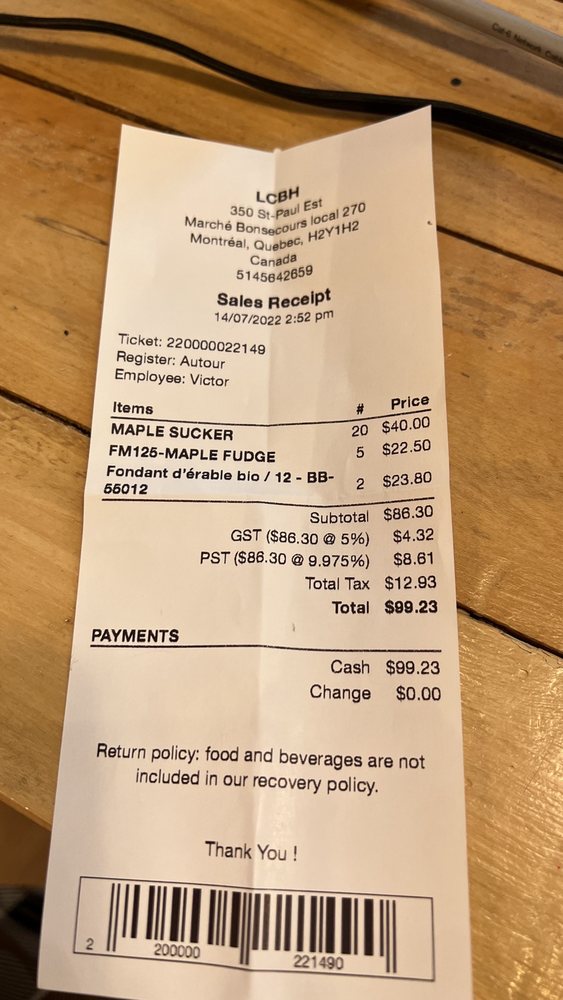 Cat-6 Network
LCBH
350 St-Paul Est
Marché Bonsecours local 270
Montréal, Quebec, H2Y1H2
Canada
5145642659
Sales Receipt
14/07/2022 2:52 pm
Ticket: 220000022149
Register: Autour
Employee: Victor
Items # Price
MAPLE SUCKER 20 $40.00
FM125-MAPLE FUDGE 5 $22.50
Fondant d'érable bio / 12 - BB-
55012 2 $23.80
Subtotal $86.30
GST ($86.30 @ 5%) $4.32
PST ($86.30 @ 9.975%) $8.61
Total Tax $12.93
Total $99.23
PAYMENTS
Cash $99.23
Change $0.00
Return policy: food and beverages are not
included in our recovery policy.
Thank You !
2 200000 221490